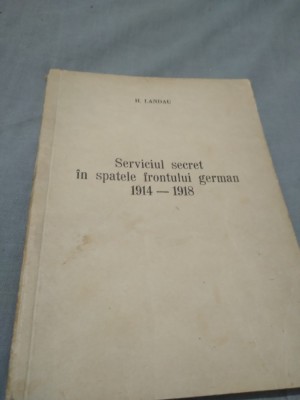 H. LANDAU
Serviciul secret
în spatele frontului german
1914 — 1918